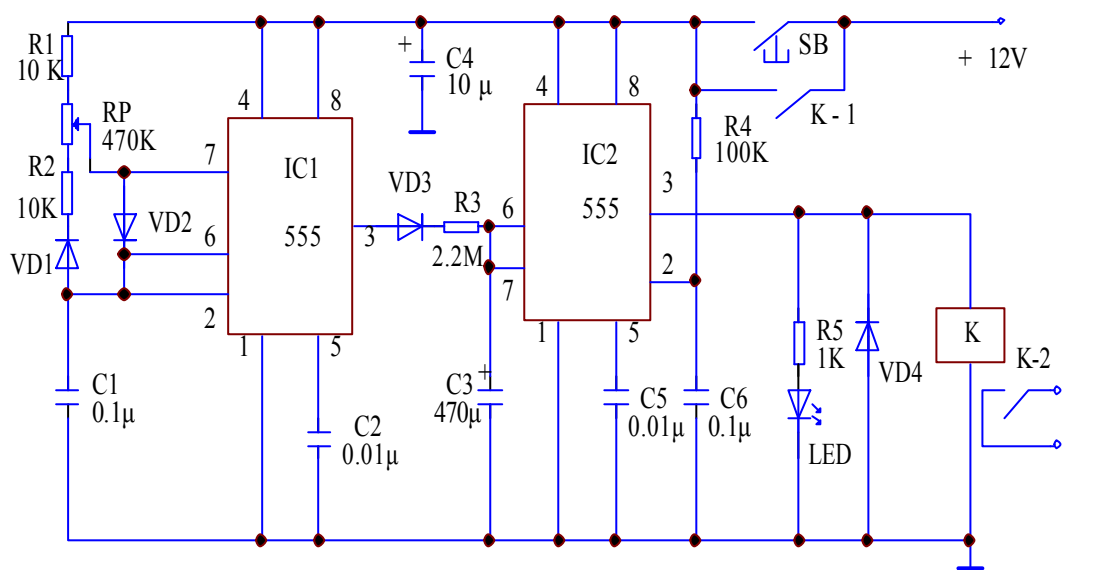 R1
10 K
RP
470K
R2
10K
VD1
VD2
C1
0.1μ
4
8
7
IC1
555
6
3
2
1
5
C2
0.01μ
+
C4
10 μ
VD3
R3
2.2M
+
C3
470μ
4
8
IC2
555
6
3
2
7
1
5
C5
0.01μ
C6
0.1μ
R4
100K
SB
K - 1
+ 12V
R5
1K
LED
VD4
K
K-2